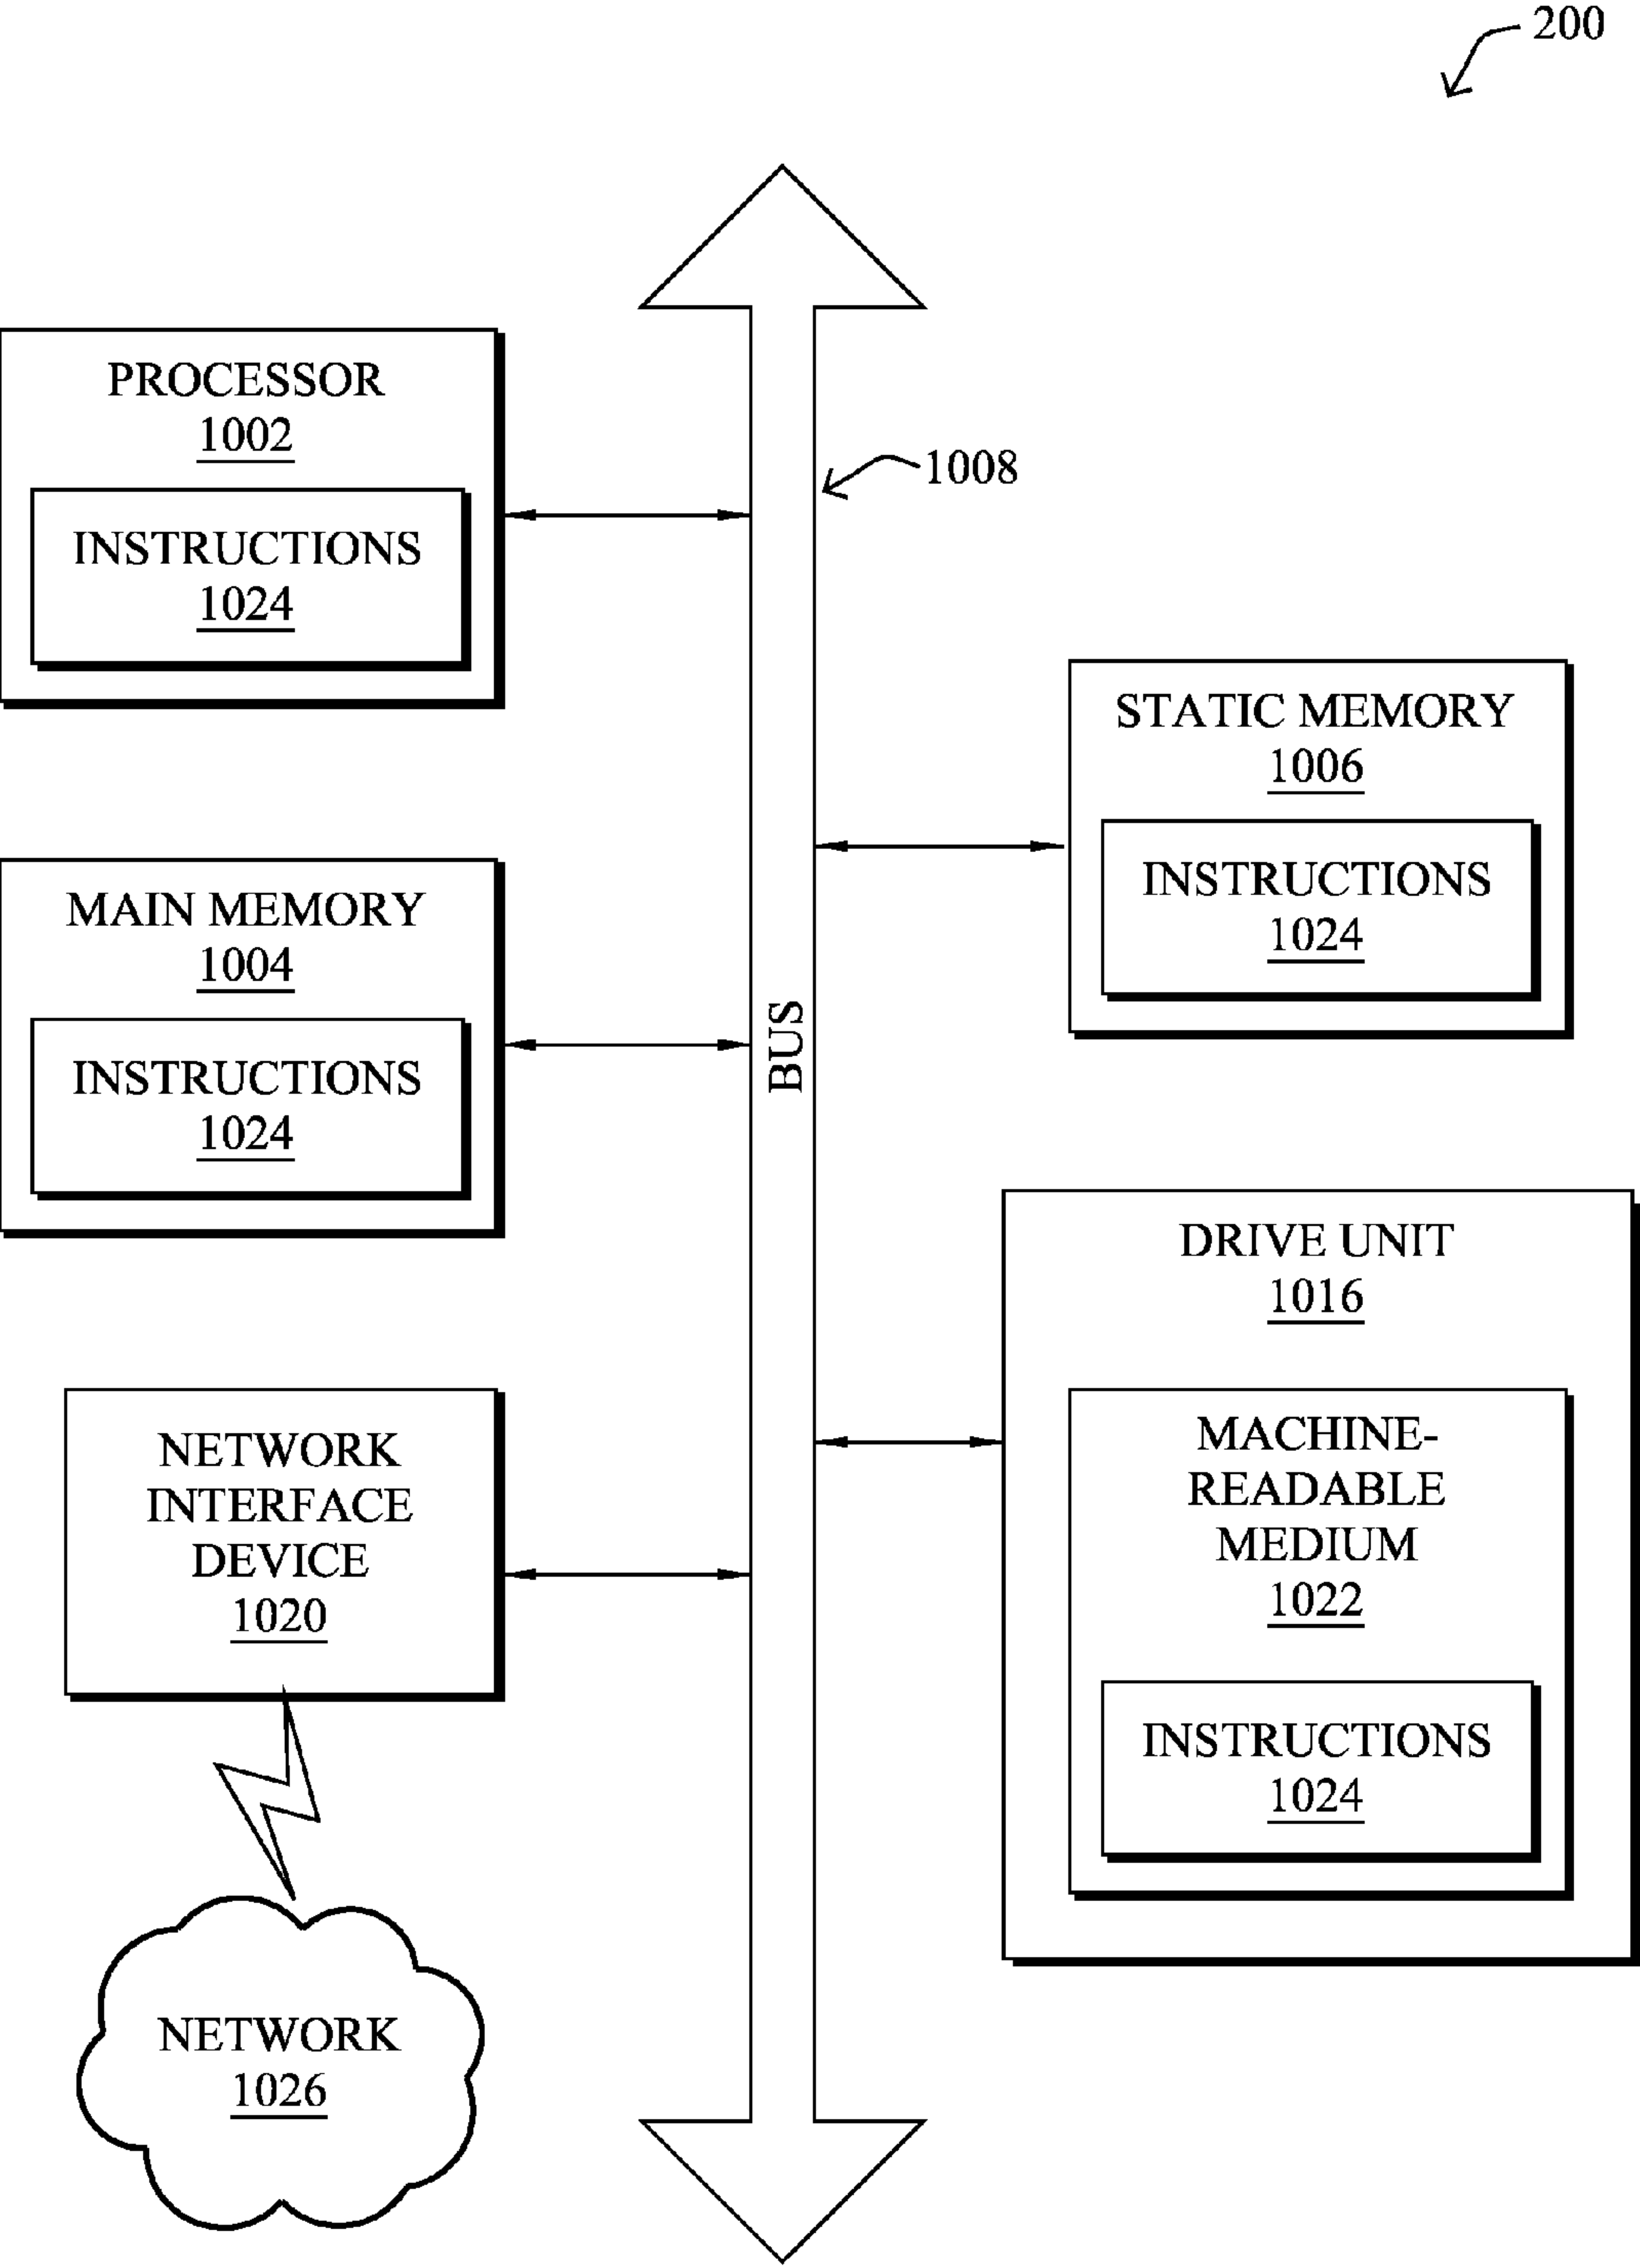 200
PROCESSOR
1002
INSTRUCTIONS
1024
1008
STATIC MEMORY
1006
INSTRUCTIONS
1024
MAIN MEMORY
1004
INSTRUCTIONS
1024
BUS
DRIVE UNIT
1016
MACHINE-
READABLE
MEDIUM
1022
INSTRUCTIONS
1024
NETWORK
INTERFACE
DEVICE
1020
NETWORK
1026